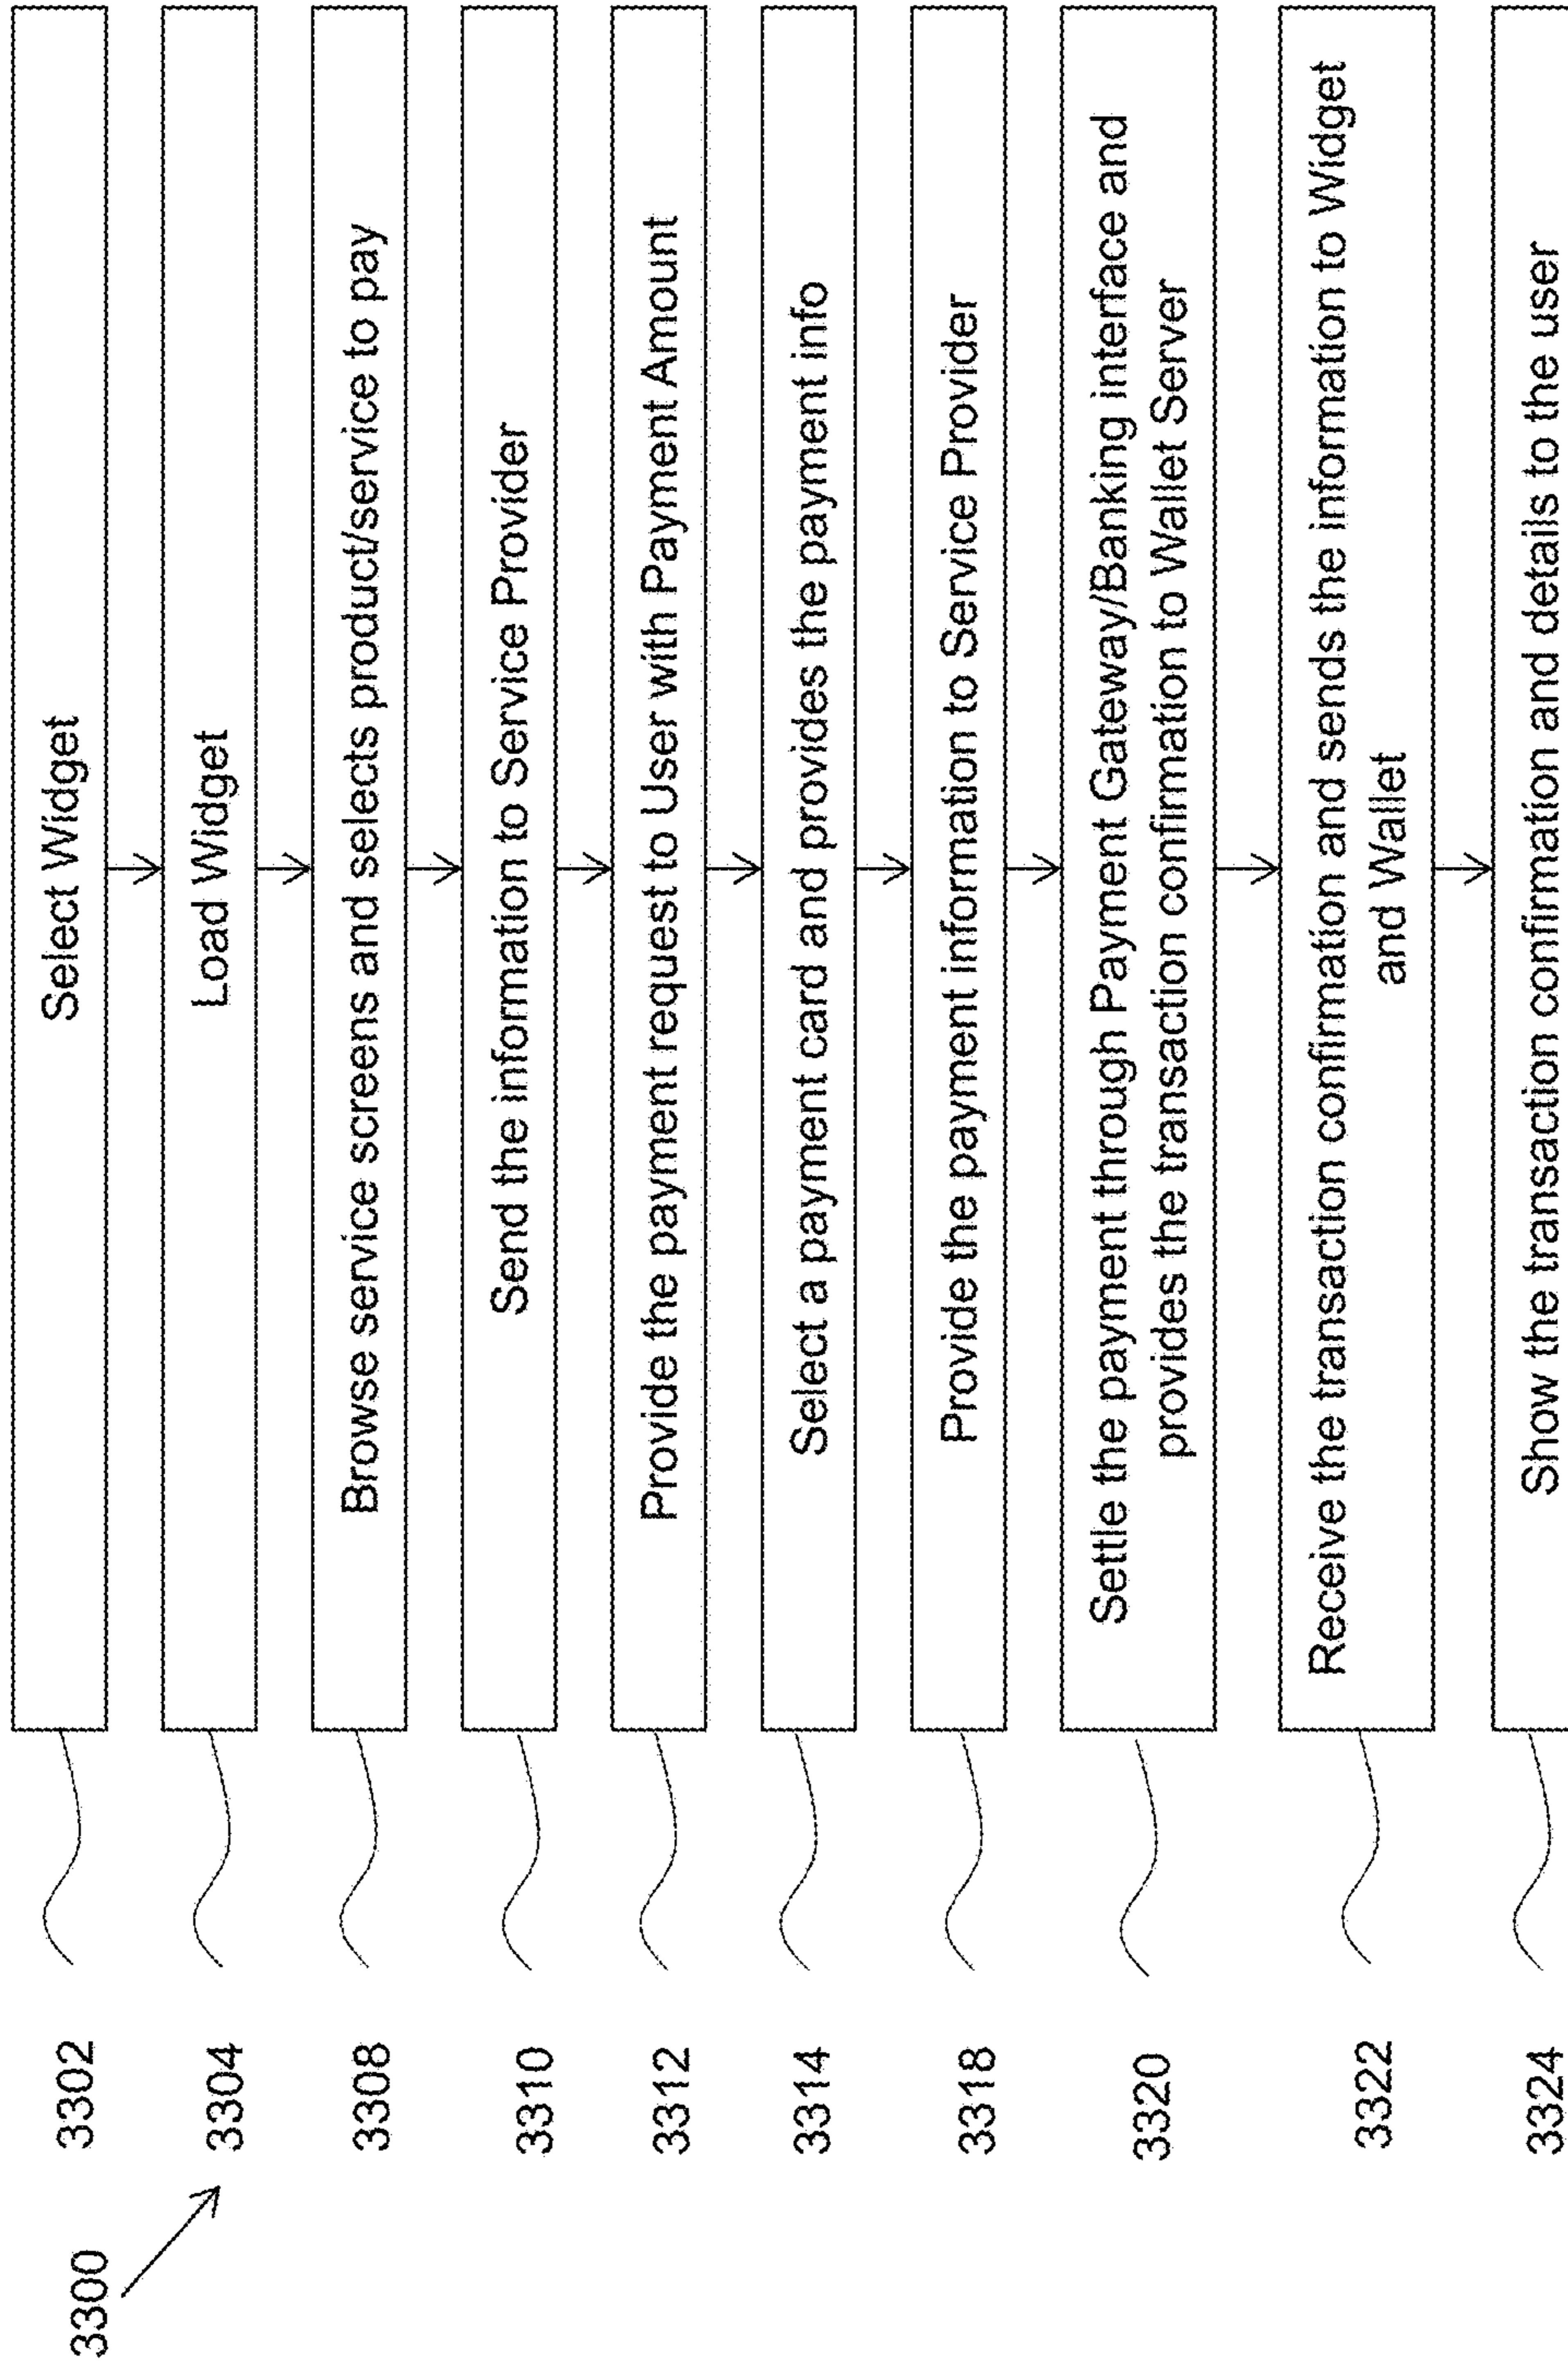 3300
3302
Select Widget
3304
Load Widget
3308
Browse service screens and selects product/service to pay
3310
Send the information to Service Provider
3312
Provide the payment request to User with Payment Amount
3314
Select a payment card and provides the payment info
3318
Provide the payment information to Service Provider
3320
Settle the payment through Payment Gateway/Banking interface and
provides the transaction confirmation to Wallet Server
3322
Receive the transaction confirmation and sends the information to Widget
and Wallet
3324
Show the transaction confirmation and details to the user